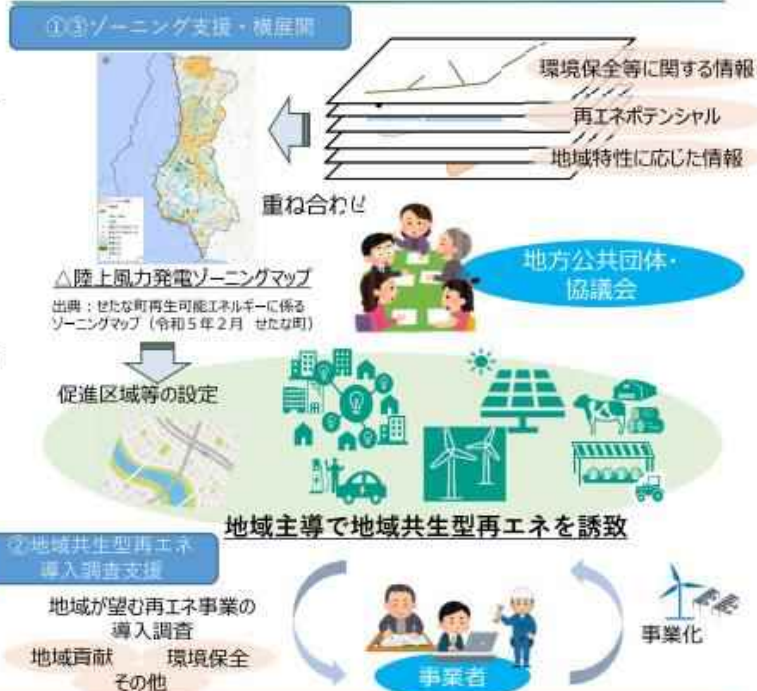 ①③ゾーニング支援・横展開
環境保全等に関する情報
再エネポテンシャル
地域特性に応じた情報
重ね合わせ
△陸上風力発電ゾーニングマップ
出典：せたな町再生可能エネルギーに係る
ゾーニングマップ（令和５年２月　せたな町）
地方公共団体・
協議会
促進区域等の設定
地域主導で地域共生型再エネを誘致
②地域共生型再エネ
導入調査支援
地域が望む再エネ事業の
導入調査
地域貢献　環境保全
その他
事業者
事業化